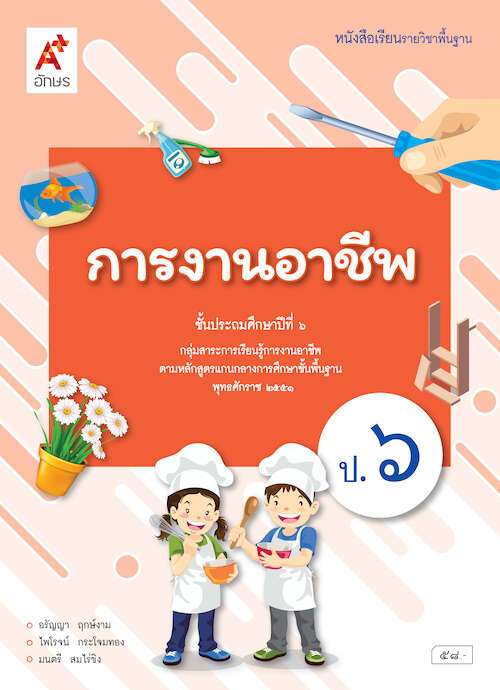 อักษร
หนังสือเรียนรายวิชาพื้นฐาน
การงานอาชีพ
ชั้นประถมศึกษาปีที่ ๖
กลุ่มสาระการเรียนรู้การงานอาชีพ
ตามหลักสูตรแกนกลางการศึกษาขั้นพื้นฐาน
พุทธศักราช ๒๕๕๑
ป. ๖
อรัญญา ฤกษ์งาม
ไพโรจน์ กระโจมทอง
มนตรี สมไร่ขิง
๕๘.-